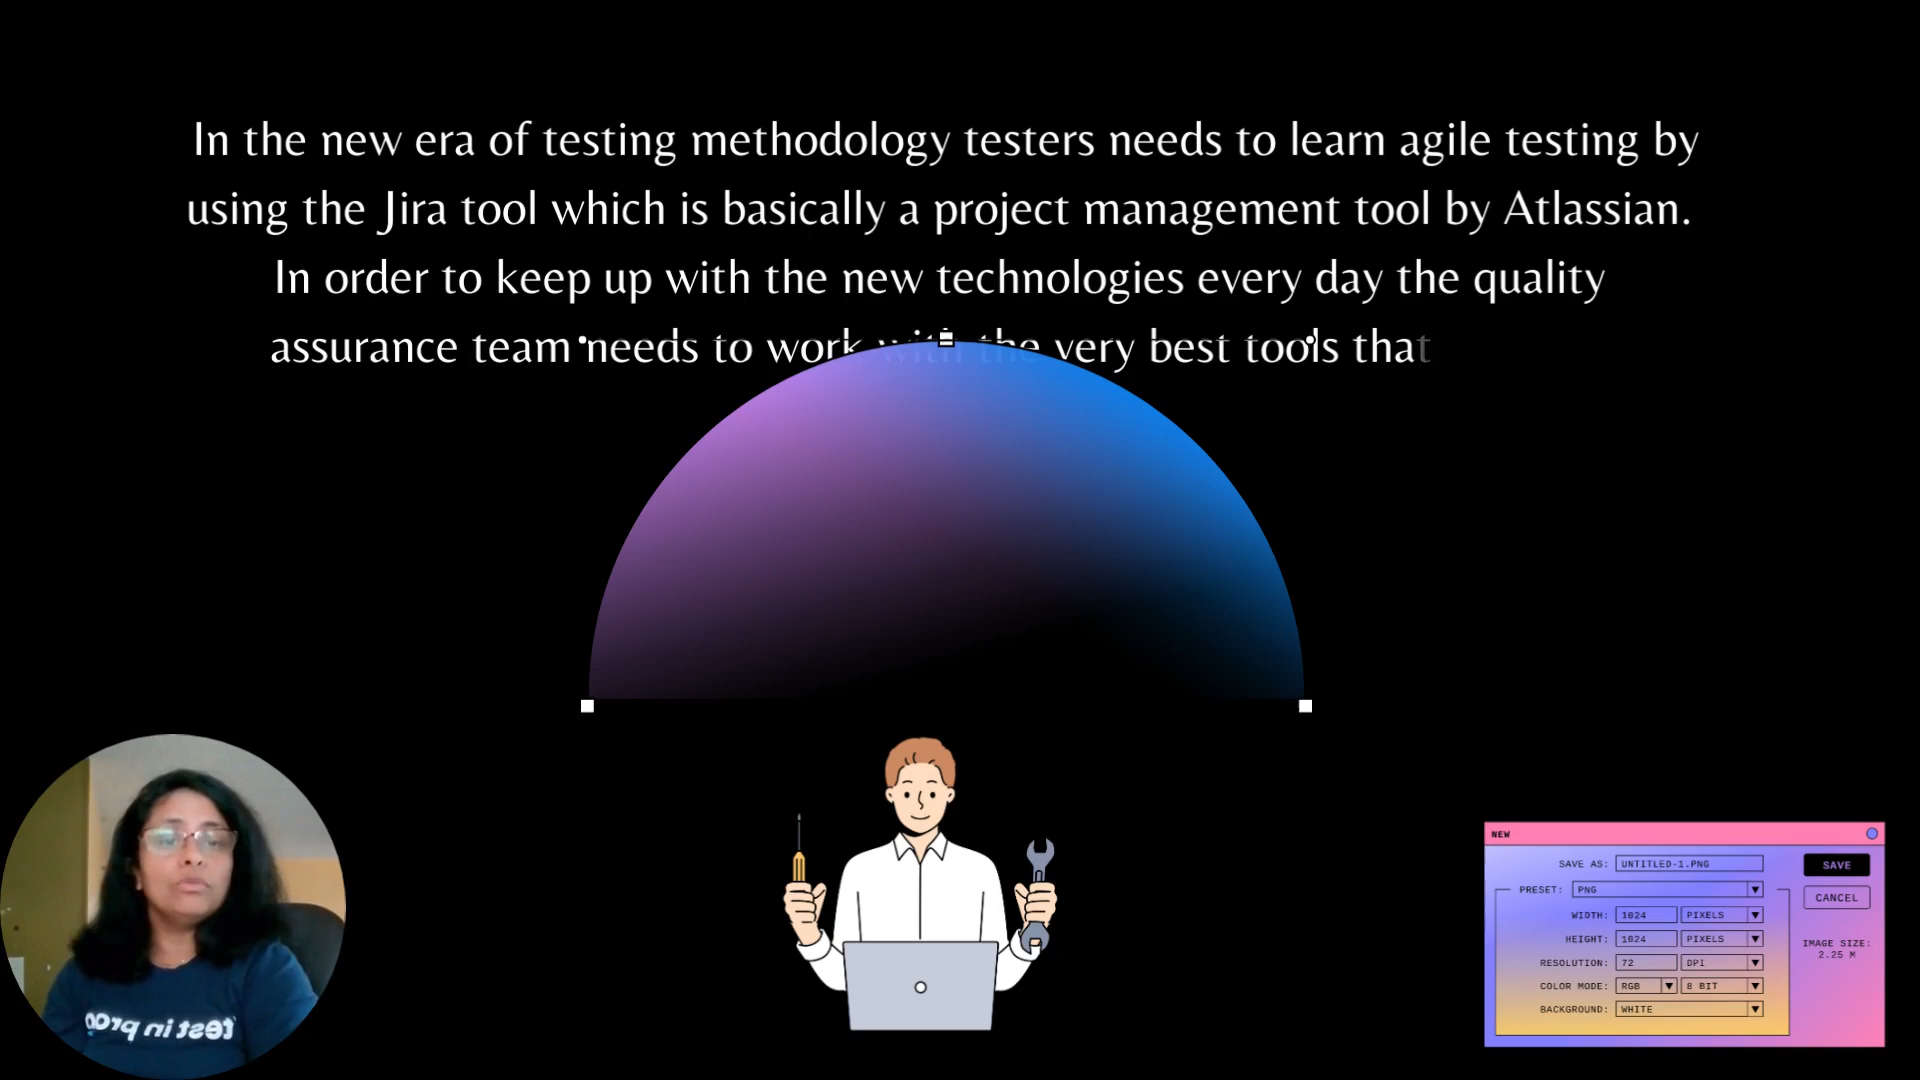 In the new era of testing methodology testers needs to learn agile testing by
using the Jira tool which is basically a project management tool by Atlassian.
In order to keep up with the new technologies every day the quality
assurance team needs to work with the very best tools that
test in prod
NEW
SAVE AS: UNTITLED-1.PNG
SAVE
PRESET: PNG
CANCEL
WIDTH: 1024 PIXELS
HEIGHT: 1024 PIXELS
IMAGE SIZE:
2.25 M
RESOLUTION: 72 DPI
COLOR MODE: RGB 8 BIT
BACKGROUND: WHITE